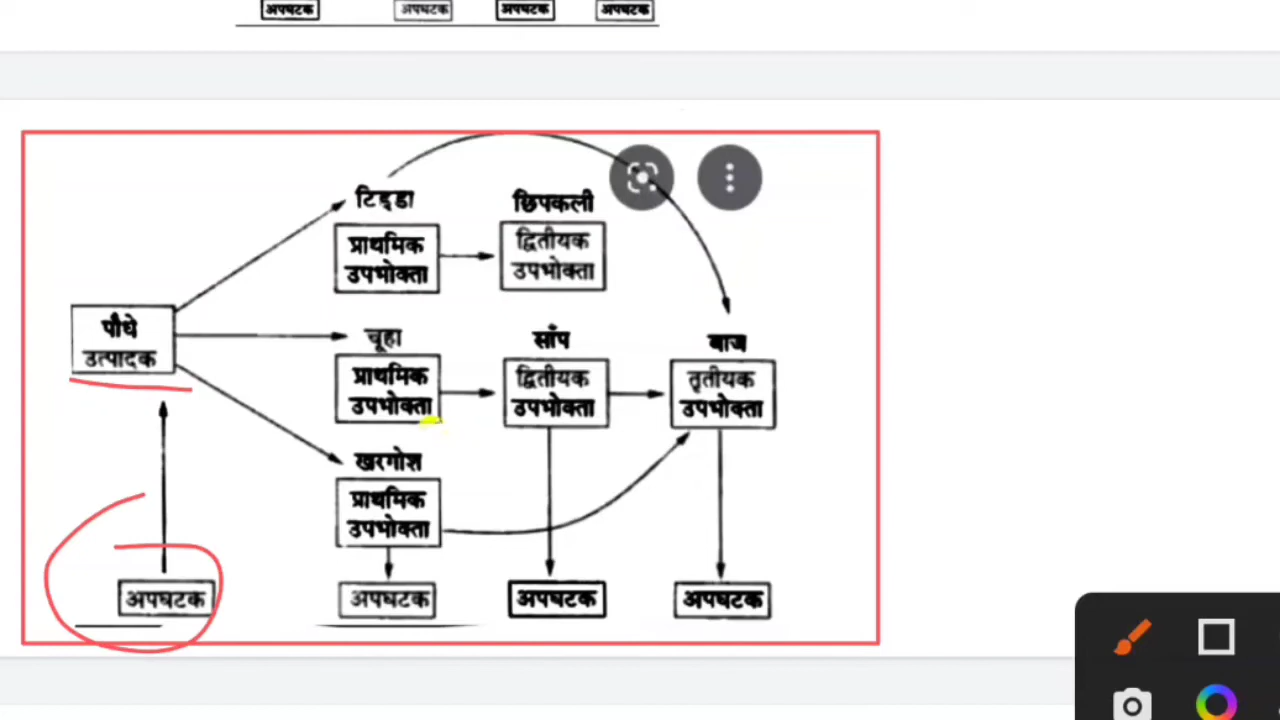 अपघटक अपघटक अपघटक अपघटक
टिड्डा छिपकली
प्राथमिक उपभोक्ता
द्वितीयक उपभोक्ता
पौधे
उत्पादक
चूहा साँप बाज
प्राथमिक उपभोक्ता
द्वितीयक उपभोक्ता
तृतीयक उपभोक्ता
खरगोश
प्राथमिक
उपभोक्ता
अपघटक अपघटक अपघटक अपघटक